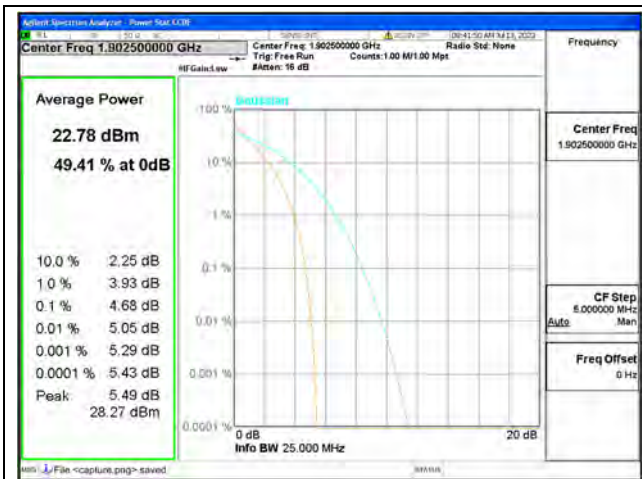 Agilent Spectrum Analyzer - Power Stat CCDF
Center Freq 1.902500000 GHz
Center Freq: 1.902500000 GHz
Radio Std: None
Trig: Free Run
Counts:1.00 M/1.00 Mpt
#IFGain:Low
#Atten: 16 dB
Frequency
Average Power
22.78 dBm
49.41 % at 0dB
10.0 % 2.25 dB
1.0 % 3.93 dB
0.1 % 4.68 dB
0.01 % 5.05 dB
0.001 % 5.29 dB
0.0001 % 5.43 dB
Peak 5.49 dB
28.27 dBm
Gaussian
100 %
10 %
1 %
0.1 %
0.01 %
0.001 %
0.0001 %
0 dB
20 dB
Info BW 25.000 MHz
Center Freq
1.902500000 GHz
CF Step
5.000000 MHz
Auto Man
Freq Offset
0 Hz
MSG File <capture.png> saved
STATUS